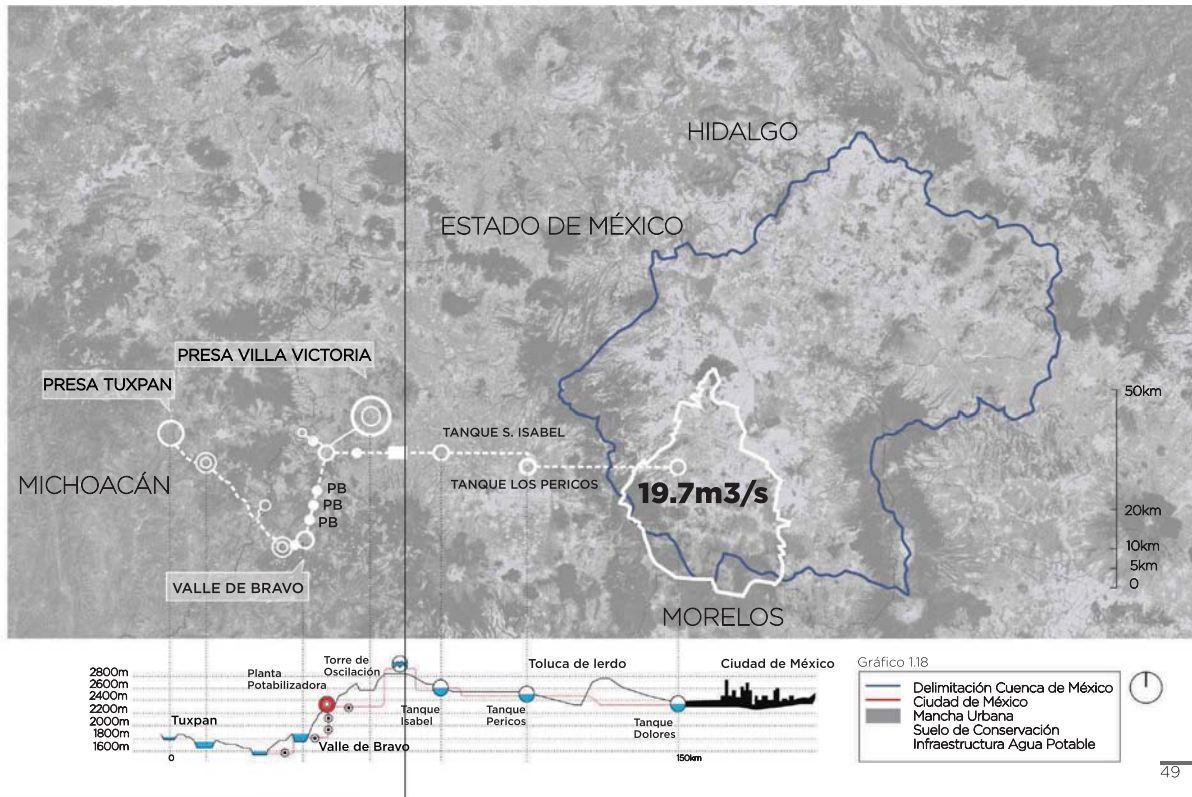 HIDALGO
ESTADO DE MÉXICO
PRESA VILLA VICTORIA
PRESA TUXPAN
50km
TANQUE S. ISABEL
MICHOACÁN
TANQUE LOS PERICOS
19.7m3/s
PB
PB
PB
20km
10km
5km
0
VALLE DE BRAVO
MORELOS
2800m
2600m
2400m
2200m
2000m
1800m
1600m
Tuxpan
Planta
Potabilizadora
Torre de
Oscilación
Valle de Bravo
Tanque
Isabel
Tanque
Pericos
Toluca de lerdo
Tanque
Dolores
Ciudad de México
0
150km
Gráfico 1.18
Delimitación Cuenca de México
Ciudad de México
Mancha Urbana
Suelo de Conservación
Infraestructura Agua Potable
49